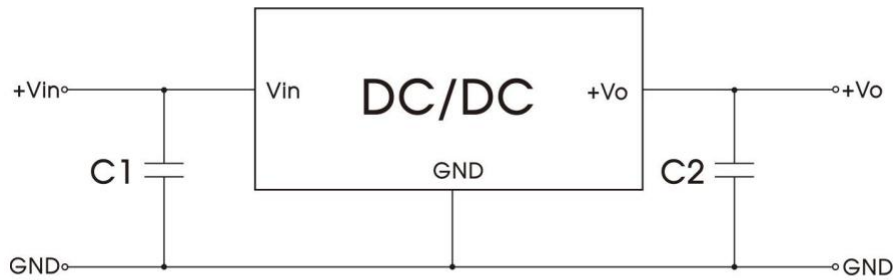 +Vin
Vin
DC/DC
+Vo
+Vo
C1
GND
C2
GND
GND